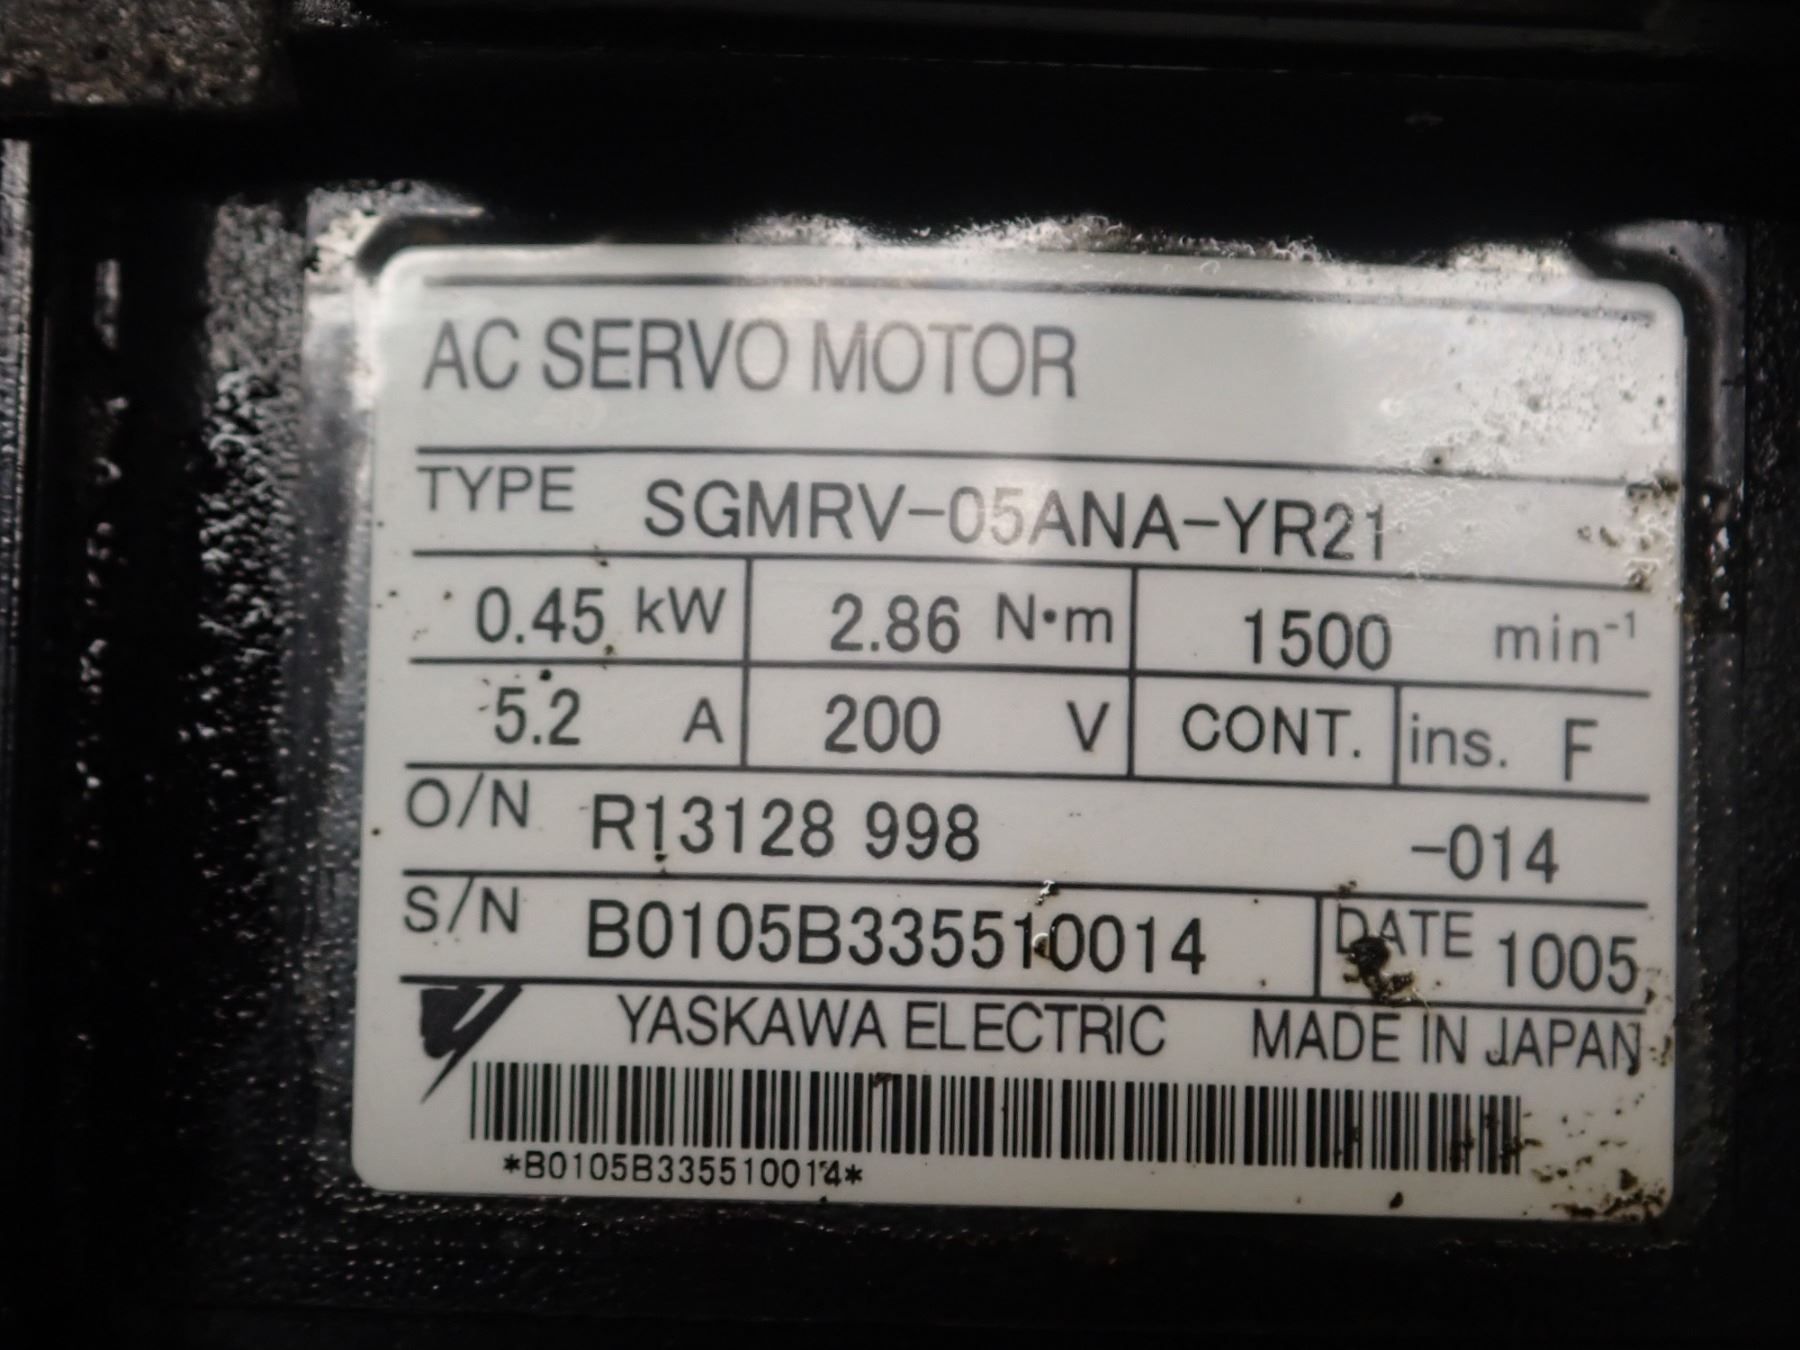 AC SERVO MOTOR
TYPE SGMRV-05ANA-YR21
0.45 kW 2.86 N·m 1500 min⁻¹
5.2 A 200 V CONT. ins. F
O/N R13128 998 -014
S/N B0105B335510014 DATE 1005
YASKAWA ELECTRIC MADE IN JAPAN
*B0105B335510014*